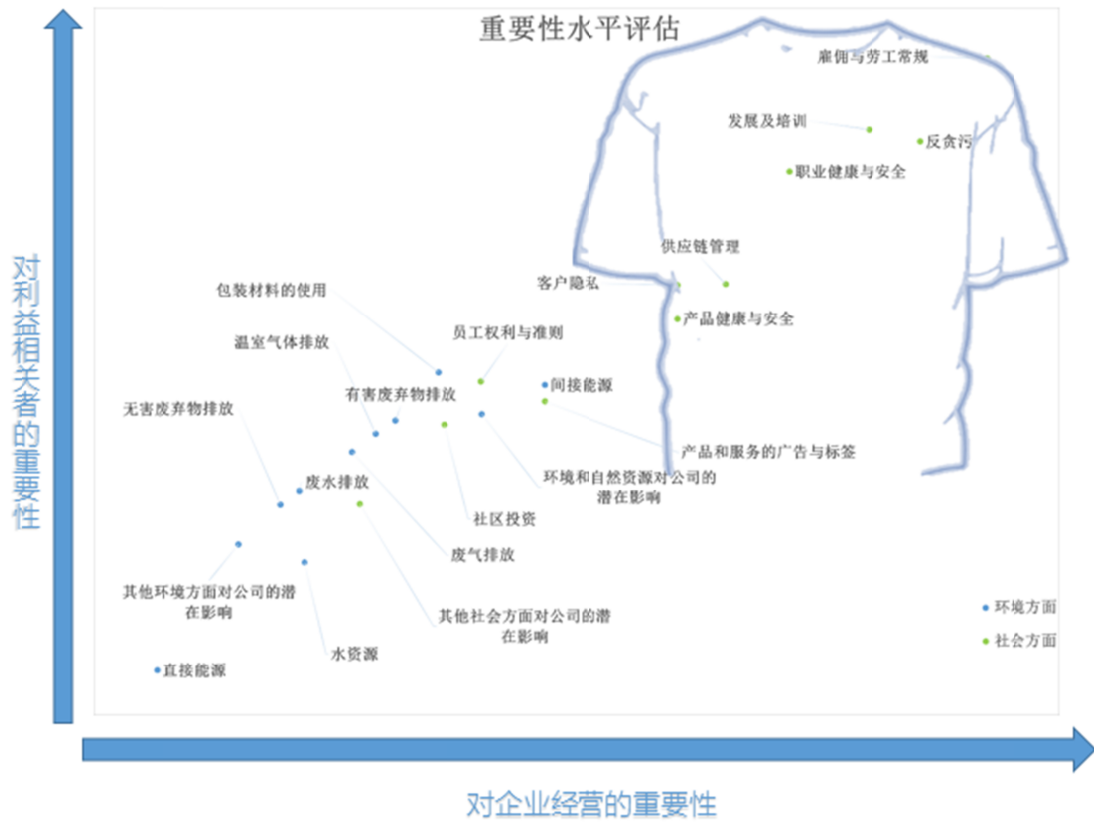 重要性水平评估
雇佣与劳工常规
发展及培训
反贪污
职业健康与安全
供应链管理
客户隐私
包装材料的使用
产品健康与安全
员工权利与准则
温室气体排放
间接能源
有害废弃物排放
无害废弃物排放
产品和服务的广告与标签
环境和自然资源对公司的
潜在影响
废水排放
社区投资
废气排放
其他环境方面对公司的潜
在影响
环境方面
其他社会方面对公司的潜
在影响
社会方面
水资源
直接能源
对利益相关者的重要性
对企业经营的重要性